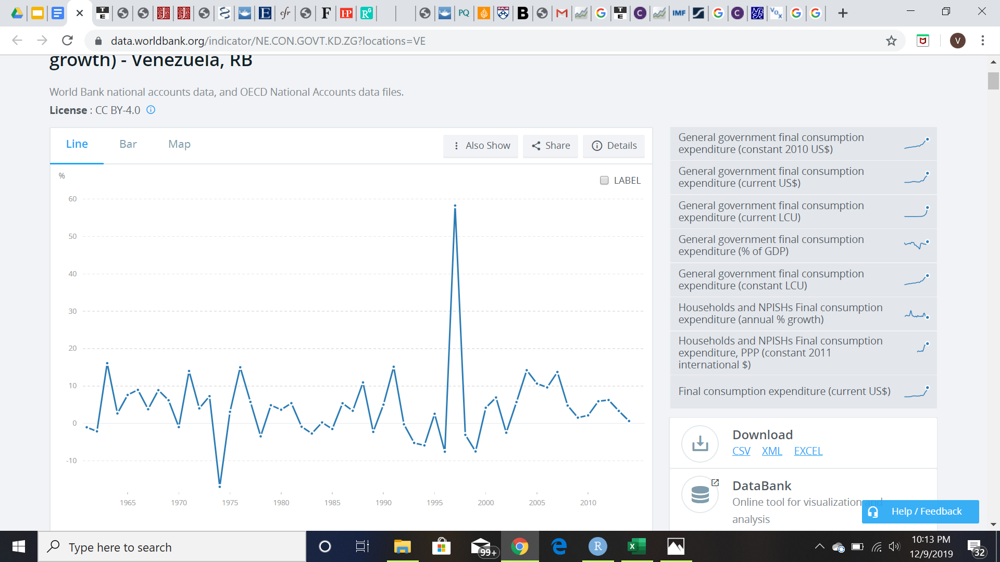 T
E
cfr
F
IP
RG
PQ
B
T
E
C
IMF
C
Vox
data.worldbank.org/indicator/NE.CON.GOVT.KD.ZG?locations=VE
V
growth) - Venezuela, RB
World Bank national accounts data, and OECD National Accounts data files.
License : CC BY-4.0
Line
Bar
Map
Also Show
Share
Details
%
LABEL
60
50
40
30
20
10
0
-10
1965
1970
1975
1980
1985
1990
1995
2000
2005
2010
General government final consumption
expenditure (constant 2010 US$)
General government final consumption
expenditure (current US$)
General government final consumption
expenditure (current LCU)
General government final consumption
expenditure (% of GDP)
General government final consumption
expenditure (constant LCU)
Households and NPISHs Final consumption
expenditure (annual % growth)
Households and NPISHs Final consumption
expenditure, PPP (constant 2011
international $)
Final consumption expenditure (current US$)
Download
CSV XML EXCEL
DataBank
Online tool for visualization and
analysis
Help / Feedback
Type here to search
99+
R
X
10:13 PM
12/9/2019
32